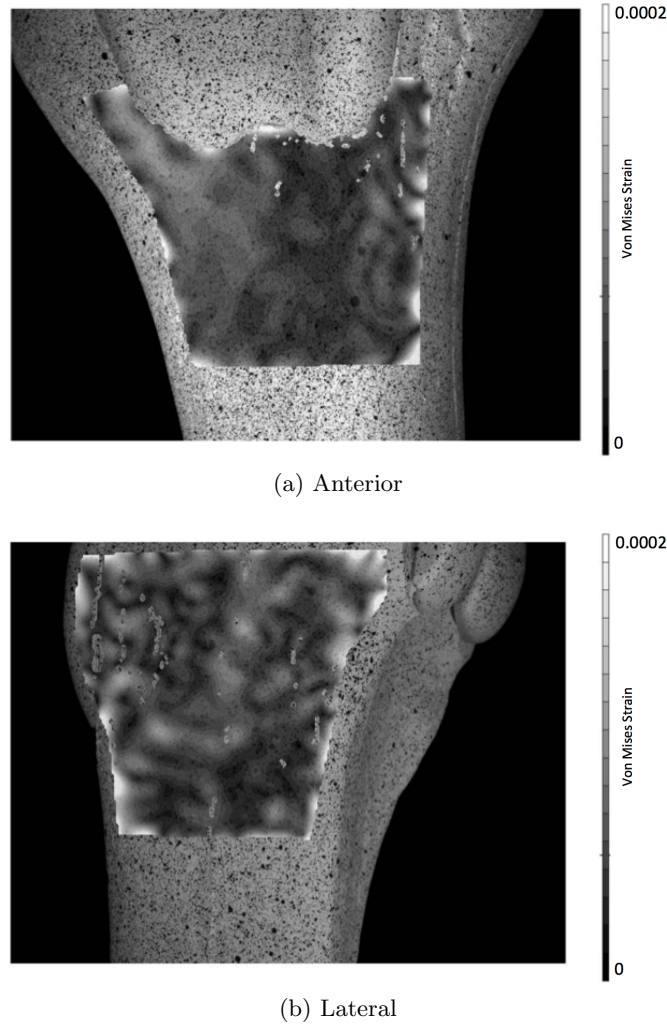 0.0002
Von Mises Strain
0
(a) Anterior
0.0002
Von Mises Strain
0
(b) Lateral